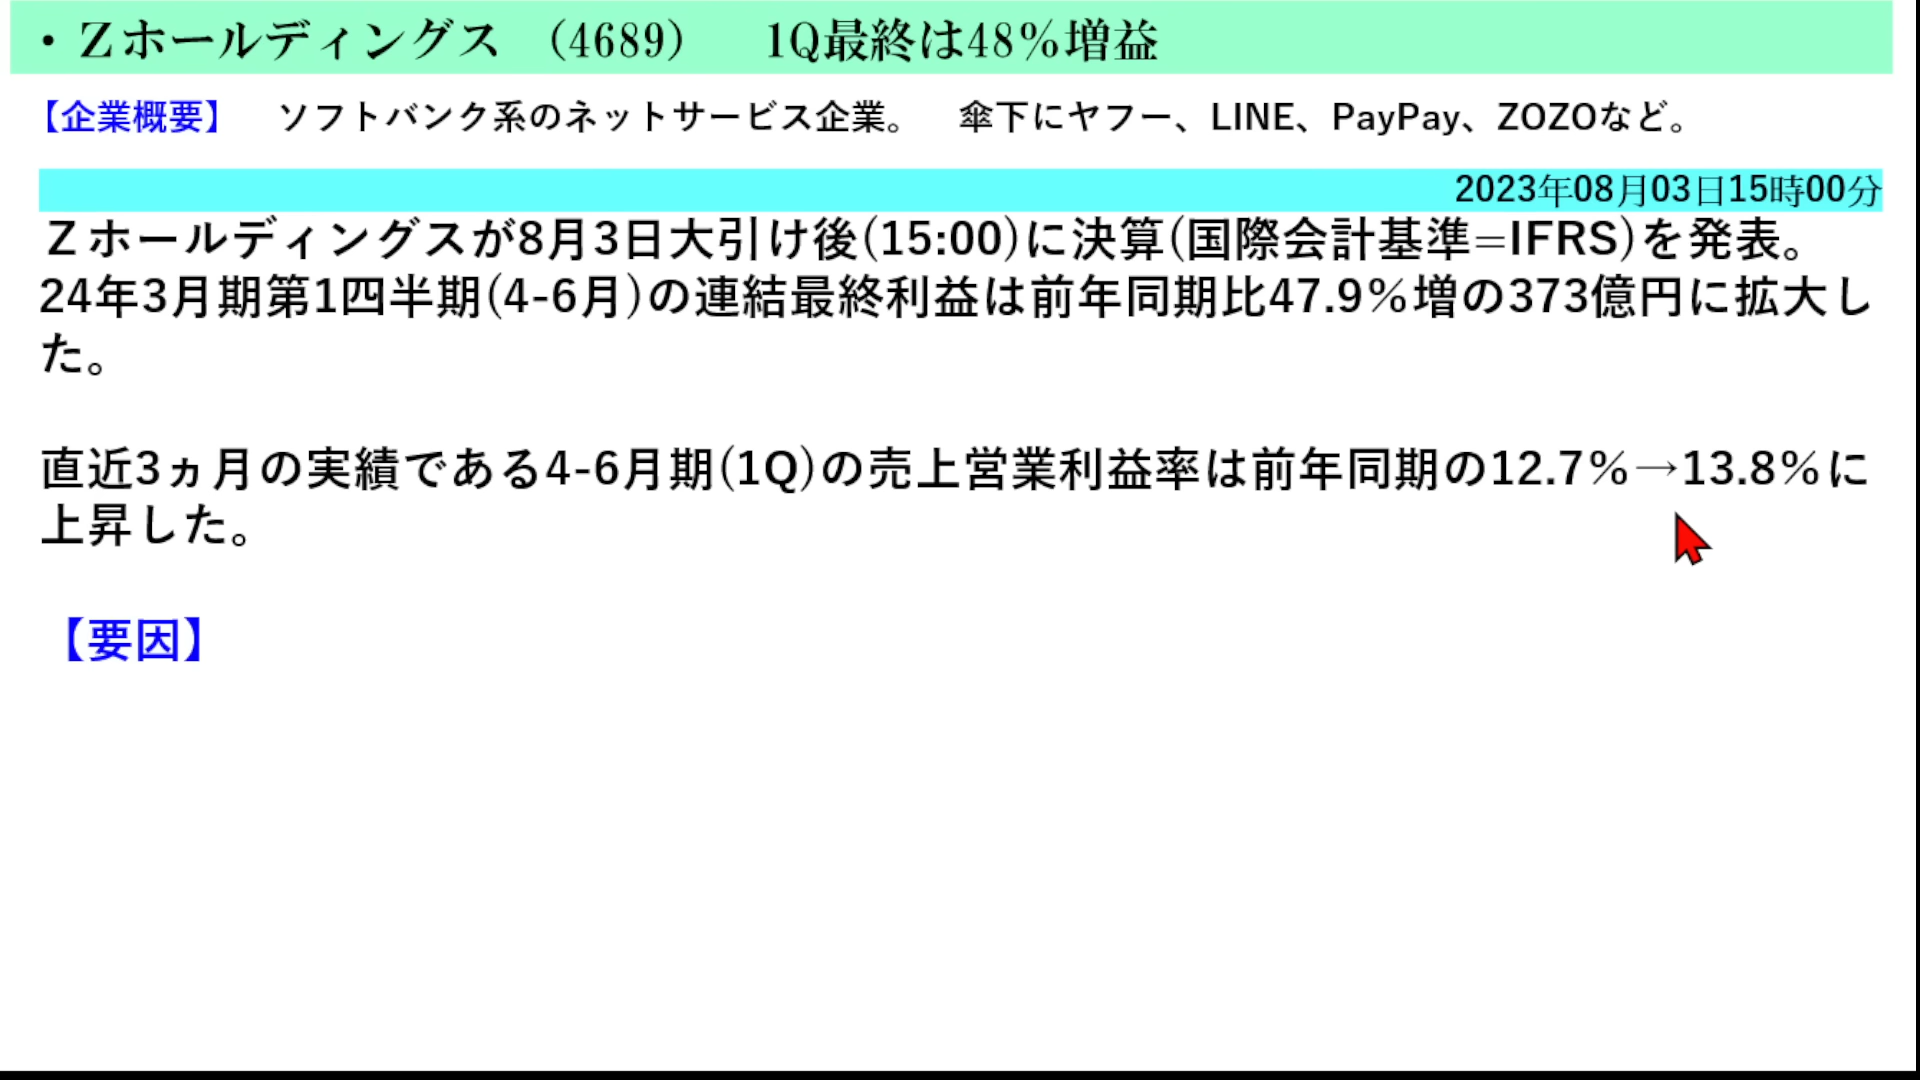 ・Ｚホールディングス （4689）　1Q最終は48％増益
【企業概要】　ソフトバンク系のネットサービス企業。　傘下にヤフー、LINE、PayPay、ZOZOなど。
2023年08月03日15時00分
Ｚホールディングスが8月3日大引け後(15:00)に決算(国際会計基準=IFRS)を発表。
24年3月期第1四半期(4-6月)の連結最終利益は前年同期比47.9％増の373億円に拡大し
た。
直近3ヵ月の実績である4-6月期(1Q)の売上営業利益率は前年同期の12.7％→13.8％に
上昇した。
【要因】